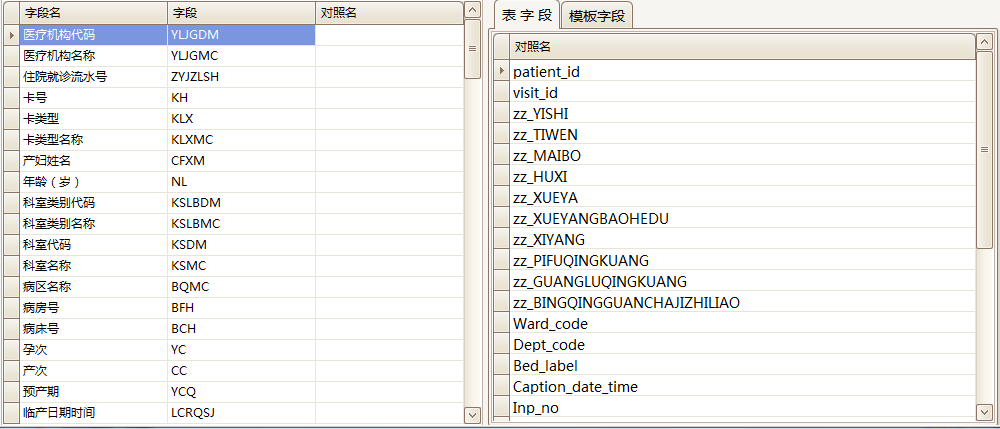 字段名 字段 对照名
医疗机构代码 YLJGDM
医疗机构名称 YLJGMC
住院就诊流水号 ZYJZLSH
卡号 KH
卡类型 KLX
卡类型名称 KLXMC
产妇姓名 CFXM
年龄（岁） NL
科室类别代码 KSLBDM
科室类别名称 KSLBMC
科室代码 KSDM
科室名称 KSMC
病区名称 BQMC
病房号 BFH
病床号 BCH
孕次 YC
产次 CC
预产期 YCQ
临产日期时间 LCRQSJ
表 字 段 模板字段
对照名
patient_id
visit_id
zz_YISHI
zz_TIWEN
zz_MAIBO
zz_HUXI
zz_XUEYA
zz_XUEYANGBAOHEDU
zz_XIYANG
zz_PIFUQINGKUANG
zz_GUANGLUQINGKUANG
zz_BINGQINGGUANCHAJIZHILIAO
Ward_code
Dept_code
Bed_label
Caption_date_time
Inp_no